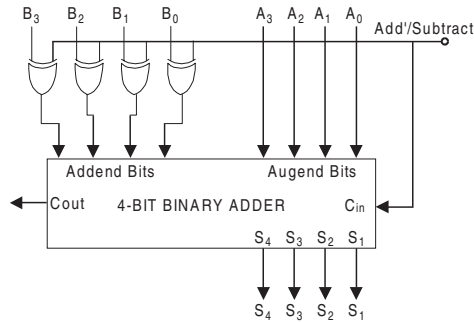 B₃ B₂ B₁ B₀ A₃ A₂ A₁ A₀
Add'/Subtract
Addend Bits Augend Bits
Cout 4-BIT BINARY ADDER Cin
S₄ S₃ S₂ S₁
S₄ S₃ S₂ S₁